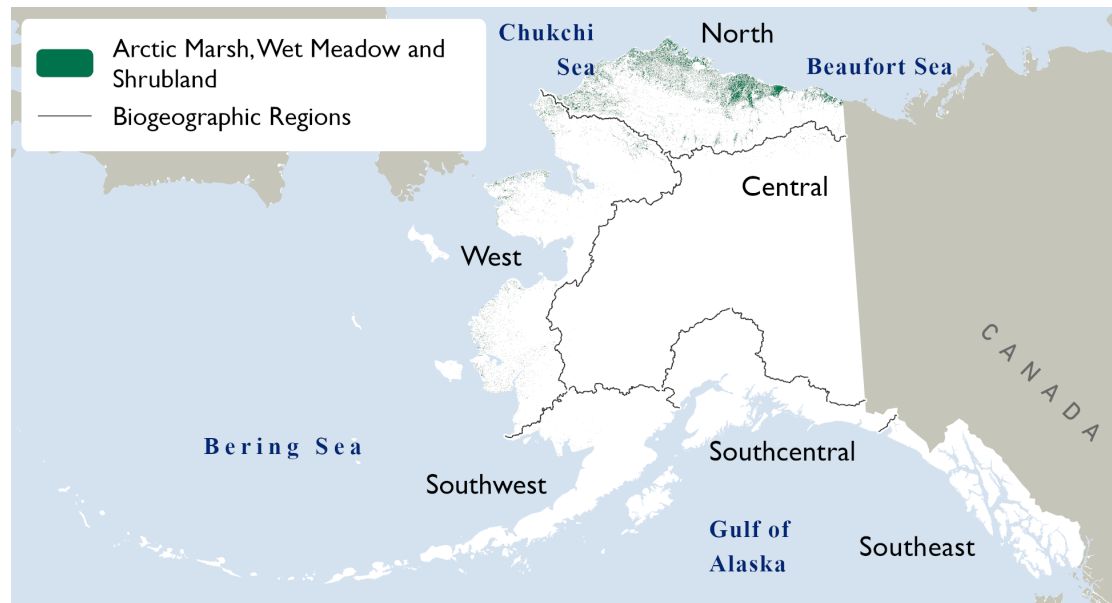 Arctic Marsh, Wet Meadow and
Shrubland
Biogeographic Regions
Chukchi
Sea
North
Beaufort Sea
Central
West
CANADA
Bering Sea
Southcentral
Southwest
Gulf of
Alaska
Southeast